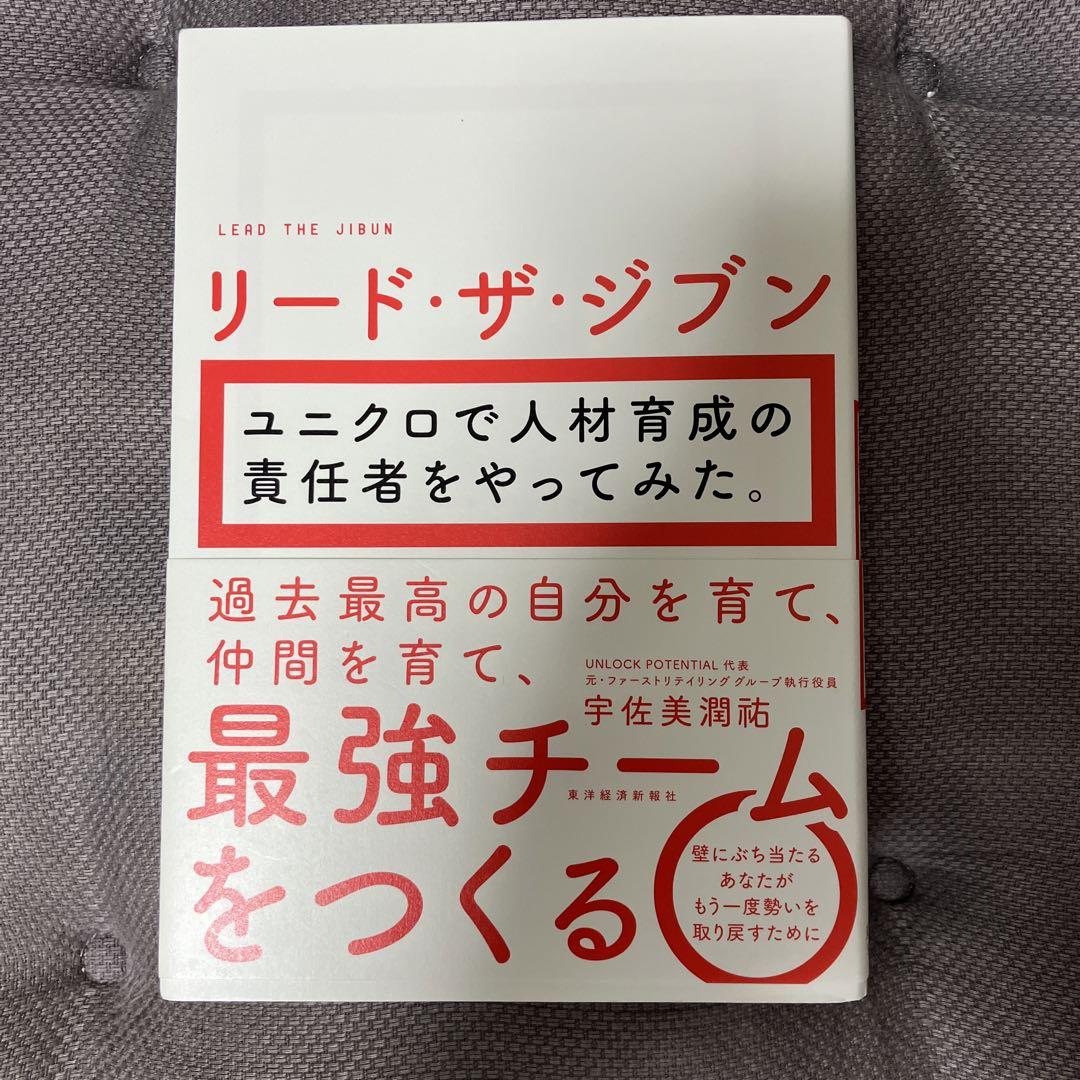 LEAD THE JIBUN
リード・ザ・ジブン
ユニクロで人材育成の
責任者をやってみた。
過去最高の自分を育て、
仲間を育て、
UNLOCK POTENTIAL 代表
元・ファーストリテイリング グループ執行役員
宇佐美潤祐
最強チーム
東洋経済新報社
をつくる
壁にぶち当たる
あなたが
もう一度勢いを
取り戻すために